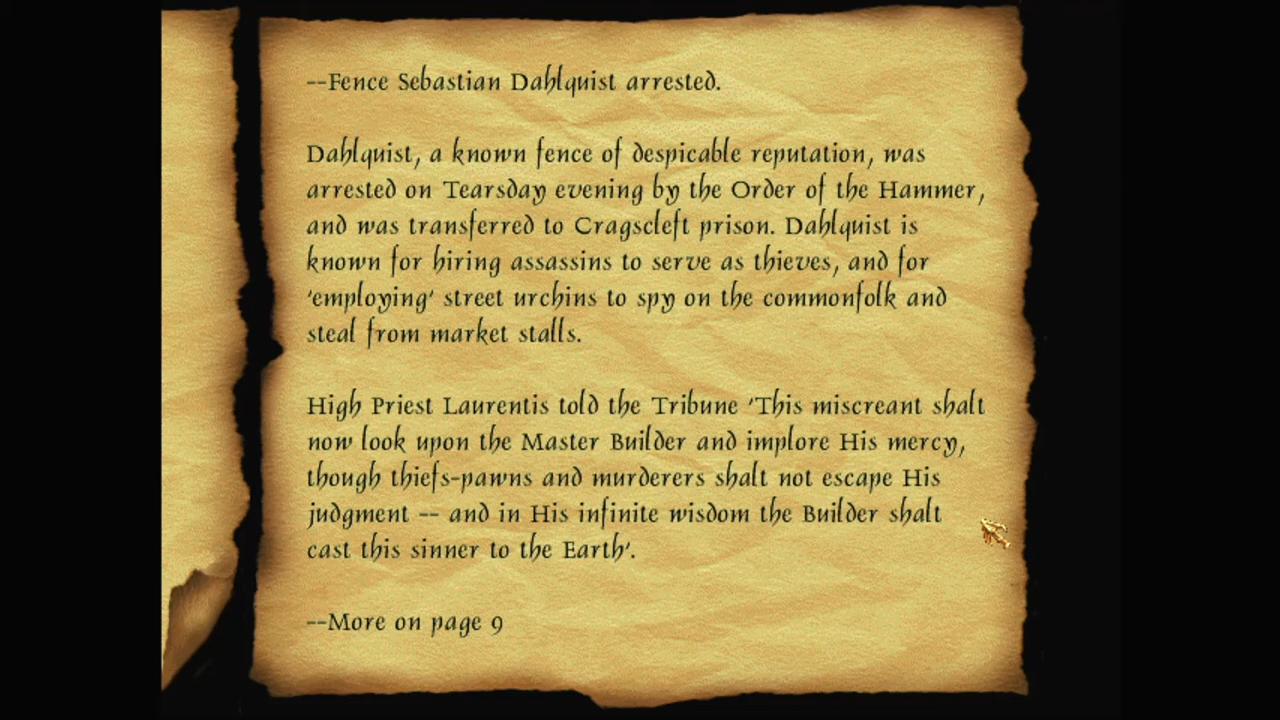 --Fence Sebastian Dahlquist arrested.
Dahlquist, a known fence of despicable reputation, was
arrested on Tearsday evening by the Order of the Hammer,
and was transferred to Cragscleft prison. Dahlquist is
known for hiring assassins to serve as thieves, and for
'employing' street urchins to spy on the commonfolk and
steal from market stalls.
High Priest Laurentis told the Tribune 'This miscreant shalt
now look upon the Master Builder and implore His mercy,
though thiefs-pawns and murderers shalt not escape His
judgment -- and in His infinite wisdom the Builder shalt
cast this sinner to the Earth'.
--More on page 9